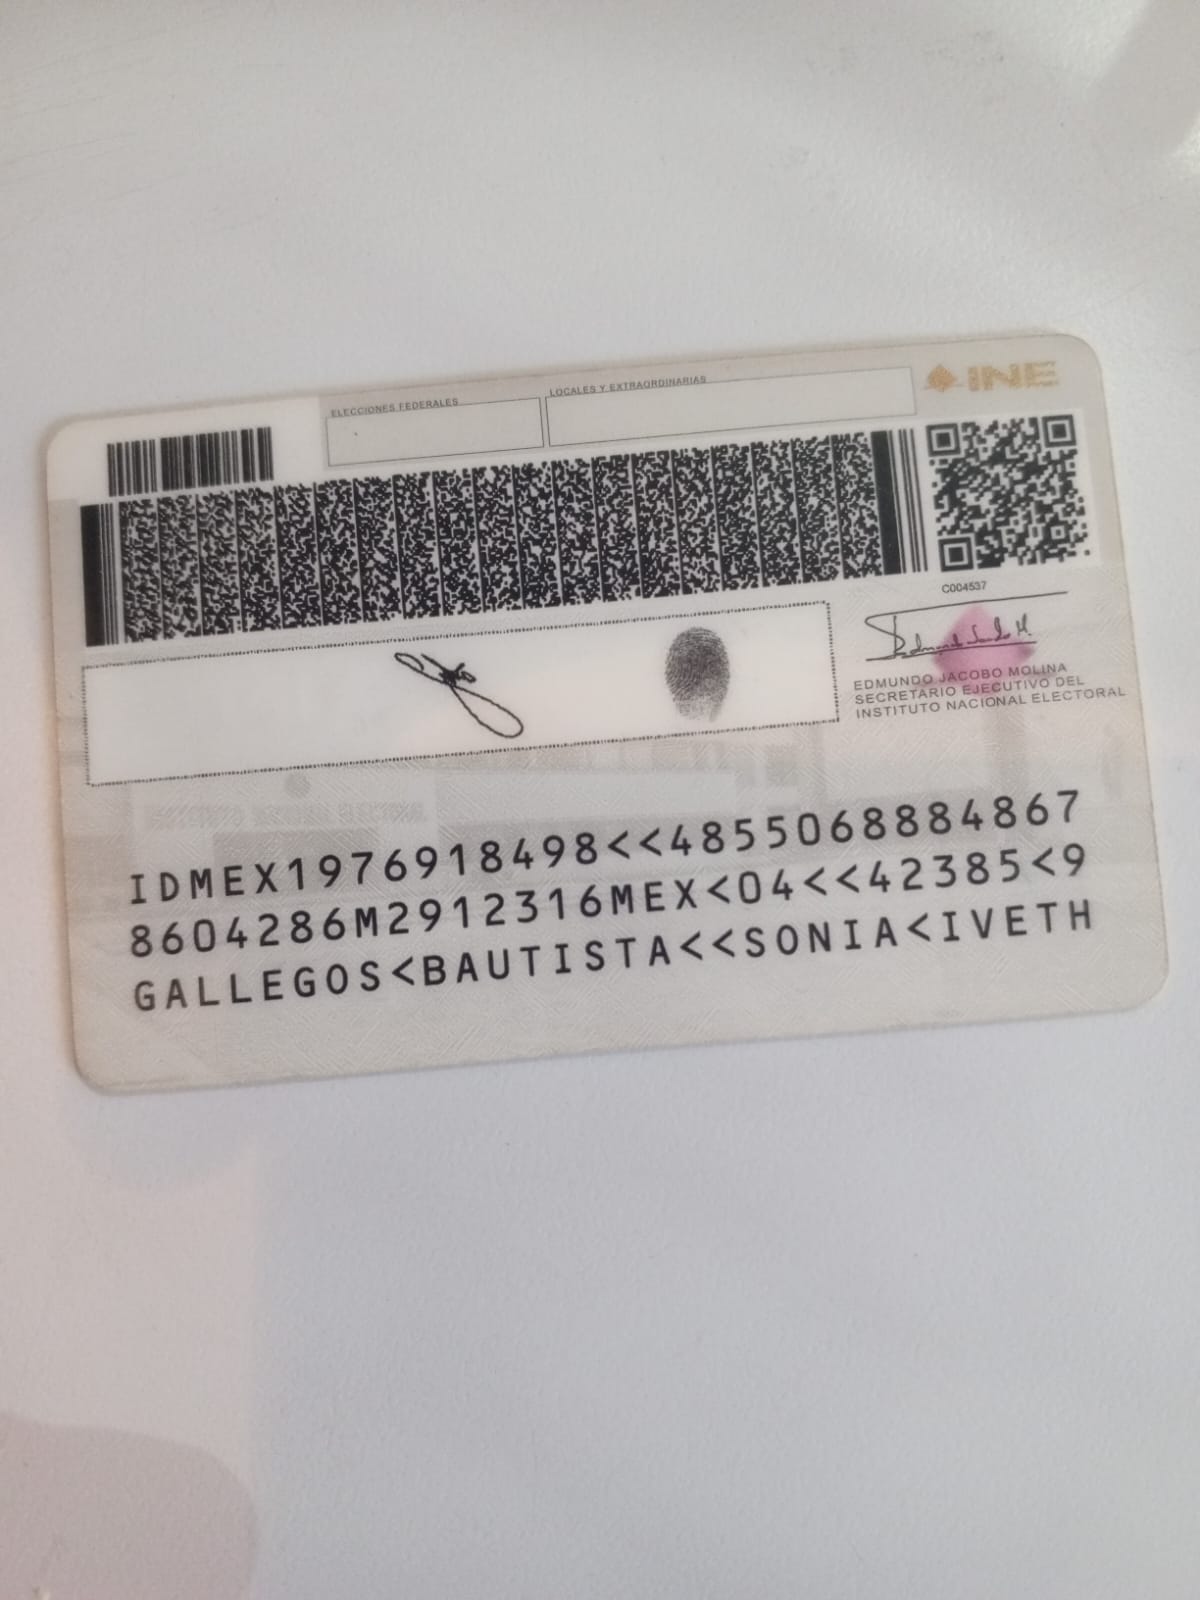 ELECCIONES FEDERALES
LOCALES Y EXTRAORDINARIAS
INE
C004537
EDMUNDO JACOBO MOLINA
SECRETARIO EJECUTIVO DEL
INSTITUTO NACIONAL ELECTORAL
IDMEX1976918498<<4855068884867
8604286M2912316MEX<04<<42385<9
GALLEGOS<BAUTISTA<<SONIA<IVETH